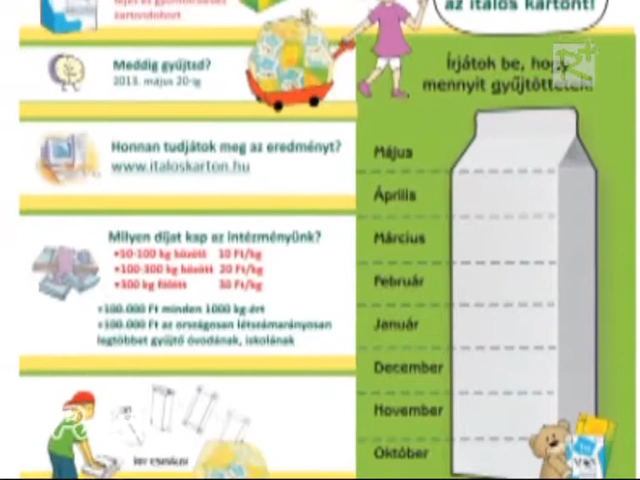 kartondobozt
az italos kartont!
Meddig gyűjtsd?
2013. május 20-ig
Írjátok be, hogy
mennyit gyűjtöttetek!
Honnan tudjátok meg az eredményt?
www.italoskarton.hu
Milyen díjat kap az intézményünk?
•50-100 kg között 10 Ft/kg
•100-300 kg között 20 Ft/kg
•300 kg fölött 30 Ft/kg
+100.000 Ft minden 1000 kg-ért
+100.000 Ft az országosan létszámarányosan
legtöbbet gyűjtő óvodának, iskolának
Május
Április
Március
Február
Január
December
November
Október